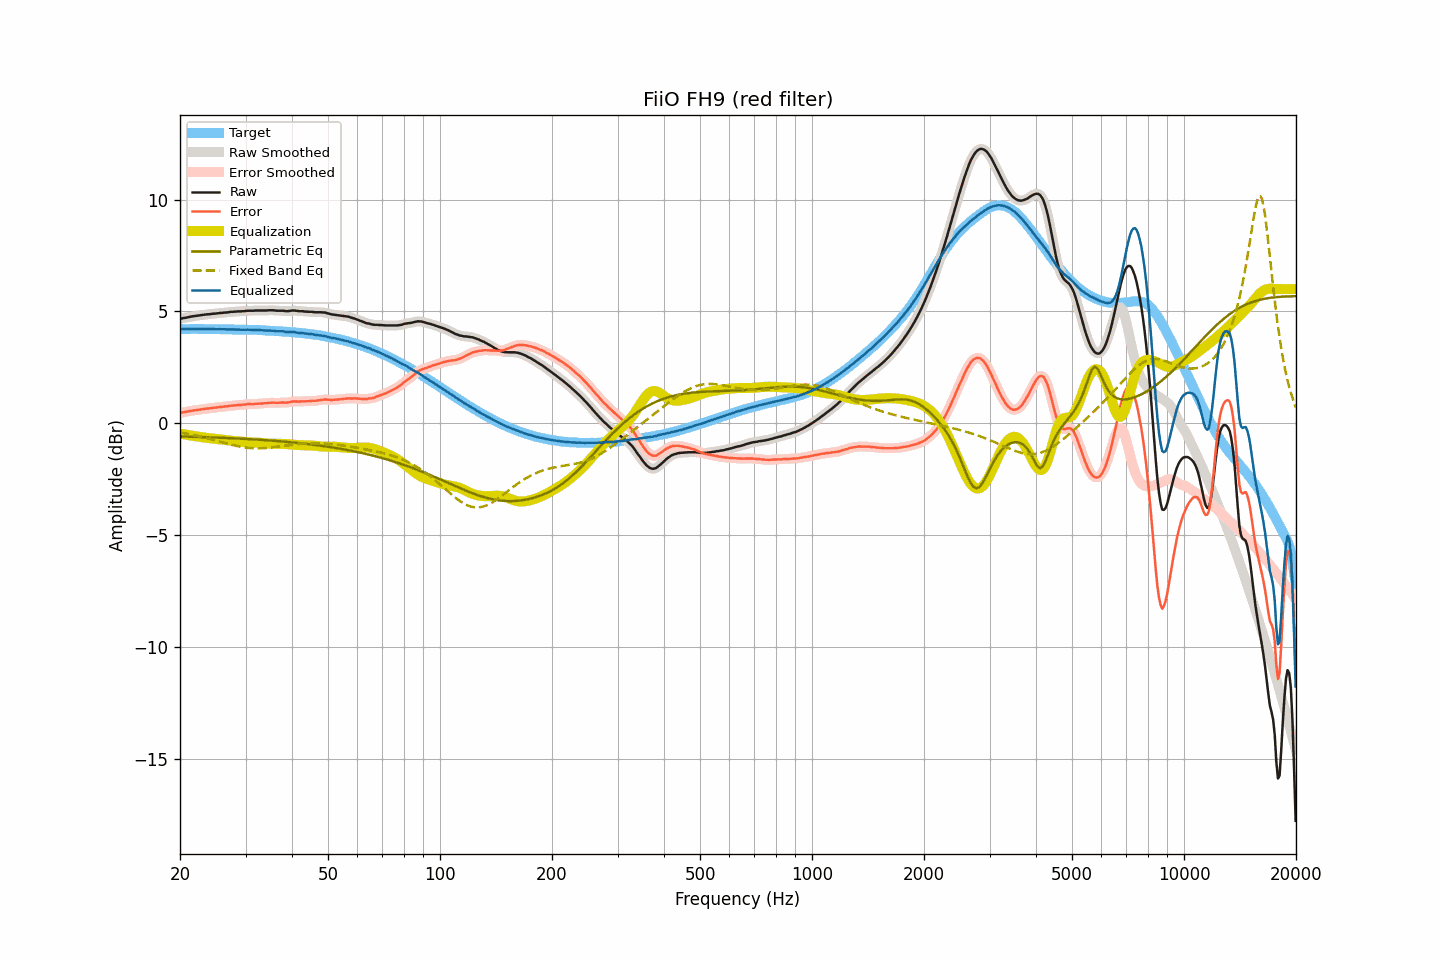 FiiO FH9 (red filter)
Target
Raw Smoothed
Error Smoothed
Raw
Error
Equalization
Parametric Eq
Fixed Band Eq
Equalized
10
5
0
−5
−10
−15
Amplitude (dBr)
20 50 100 200 500 1000 2000 5000 10000 20000
Frequency (Hz)